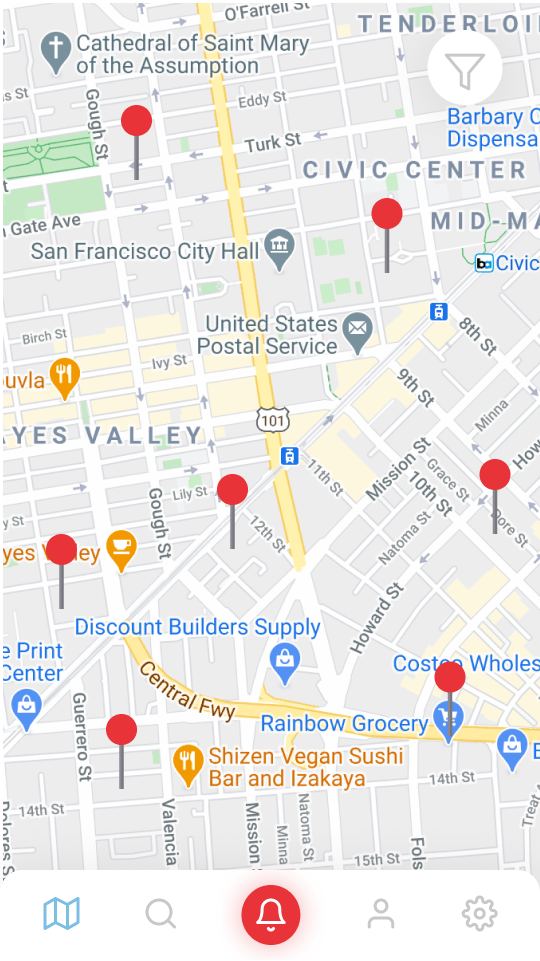 O'Farrell St
TENDERLOI
Cathedral of Saint Mary
of the Assumption
Eddy St
Gough St
Barbary C
Dispensa
Turk St
CIVIC CENTER
Gate Ave
MID-MA
San Francisco City Hall
Civic
United States
Postal Service
8th St
Birch St
Ivy St
ouvla
9th St
Minna
101
AYES VALLEY
Mission St
How
11th St
Grace St
10th St
Lily St
Gough St
Dore St
y St
12th St
Natoma St
yes Valley
Howard St
Discount Builders Supply
e Print
Center
Costco Wholes
Central Fwy
Guerrero St
Rainbow Grocery
E
Shizen Vegan Sushi
Bar and Izakaya
14th St
14th St
Treat A
Dolores S
Valencia
Mission
Minna
Natoma St
15th St
Fols